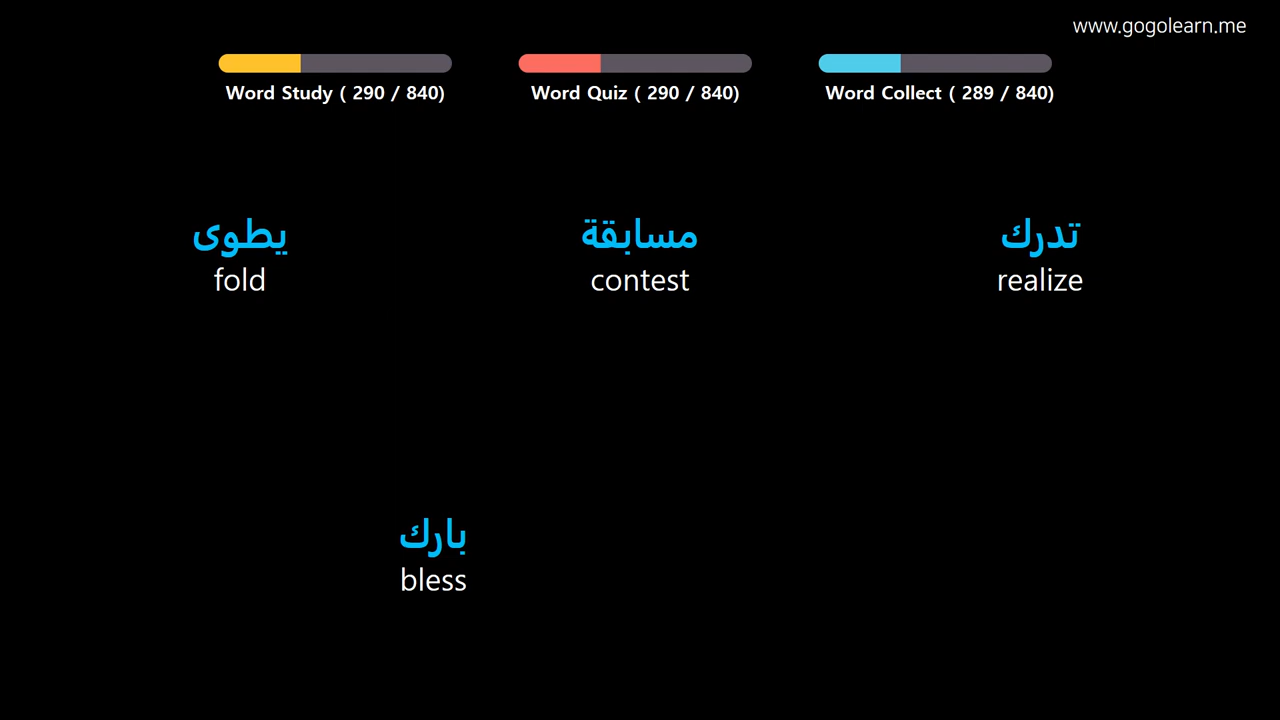 www.gogolearn.me
Word Study ( 290 / 840)
Word Quiz ( 290 / 840)
Word Collect ( 289 / 840)
يطوى
fold
مسابقة
contest
تدرك
realize
بارك
bless